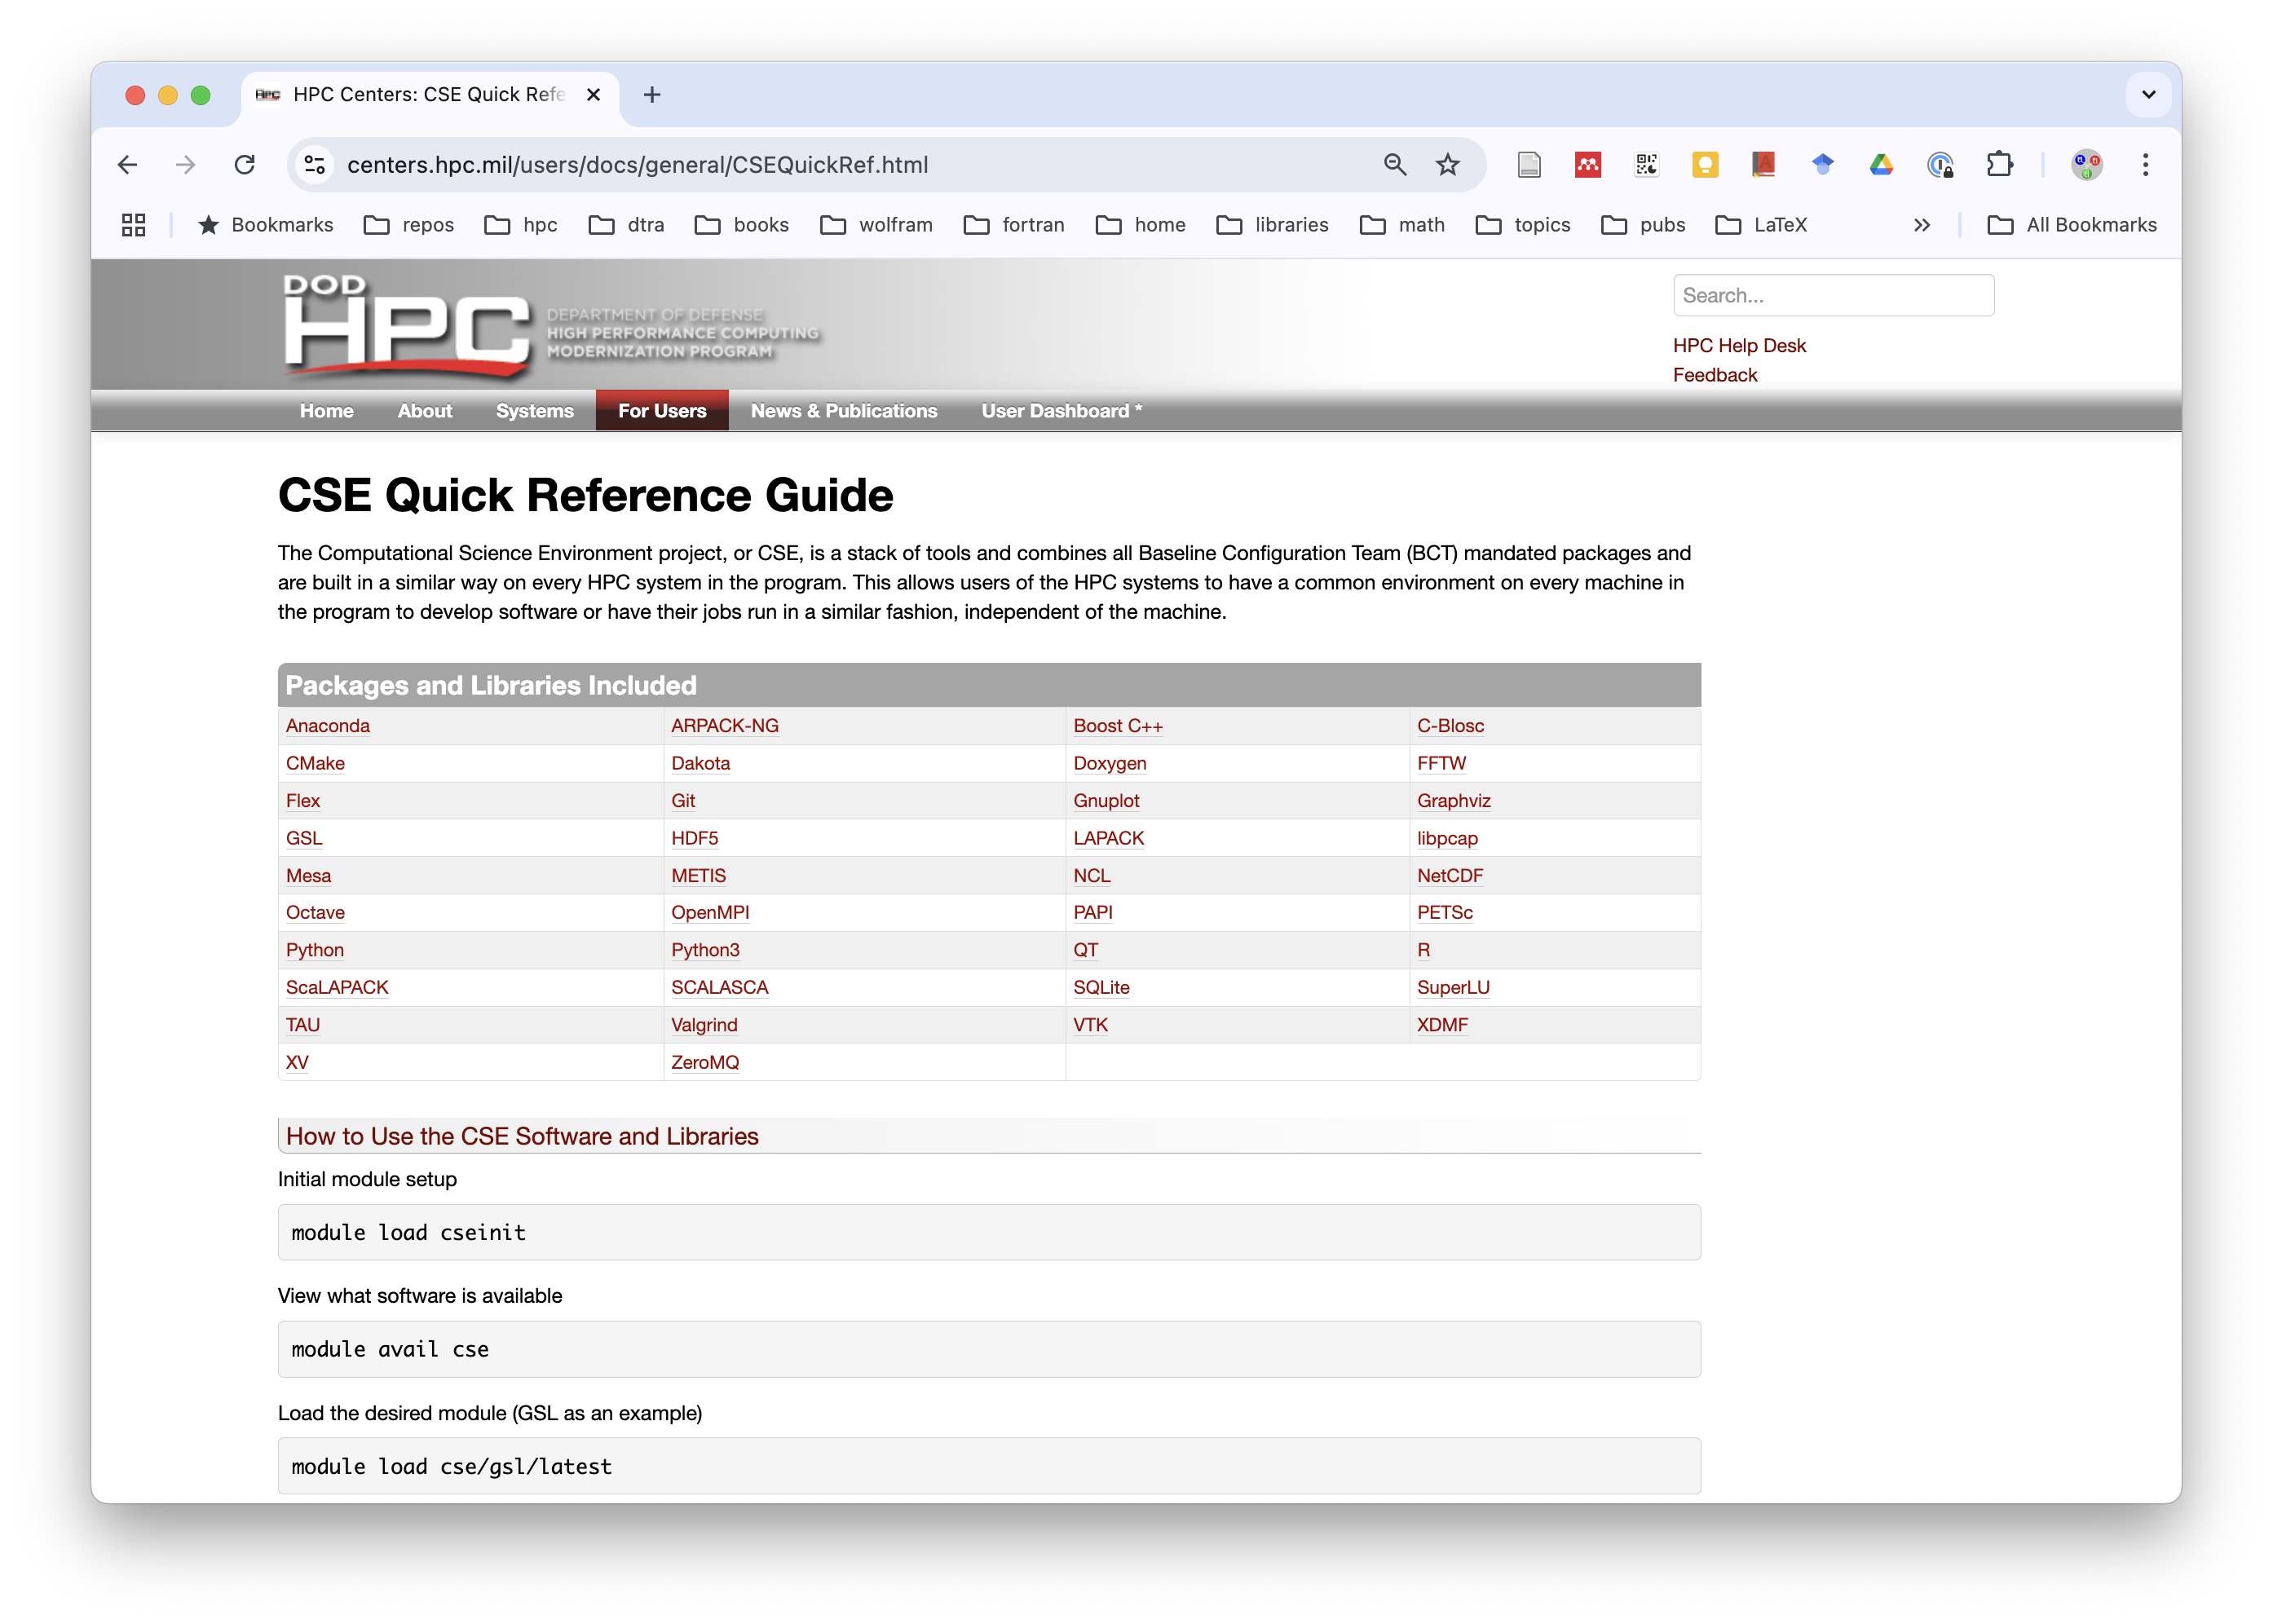 HPC Centers: CSE Quick Refe
centers.hpc.mil/users/docs/general/CSEQuickRef.html
Bookmarks repos hpc dtra books wolfram fortran home libraries math topics pubs LaTeX » All Bookmarks
DOD
HPC
DEPARTMENT OF DEFENSE
HIGH PERFORMANCE COMPUTING
MODERNIZATION PROGRAM
Search...
HPC Help Desk
Feedback
Home About Systems For Users News & Publications User Dashboard *
CSE Quick Reference Guide
The Computational Science Environment project, or CSE, is a stack of tools and combines all Baseline Configuration Team (BCT) mandated packages and
are built in a similar way on every HPC system in the program. This allows users of the HPC systems to have a common environment on every machine in
the program to develop software or have their jobs run in a similar fashion, independent of the machine.
Packages and Libraries Included
Anaconda ARPACK-NG Boost C++ C-Blosc
CMake Dakota Doxygen FFTW
Flex Git Gnuplot Graphviz
GSL HDF5 LAPACK libpcap
Mesa METIS NCL NetCDF
Octave OpenMPI PAPI PETSc
Python Python3 QT R
ScaLAPACK SCALASCA SQLite SuperLU
TAU Valgrind VTK XDMF
XV ZeroMQ
How to Use the CSE Software and Libraries
Initial module setup
module load cseinit
View what software is available
module avail cse
Load the desired module (GSL as an example)
module load cse/gsl/latest